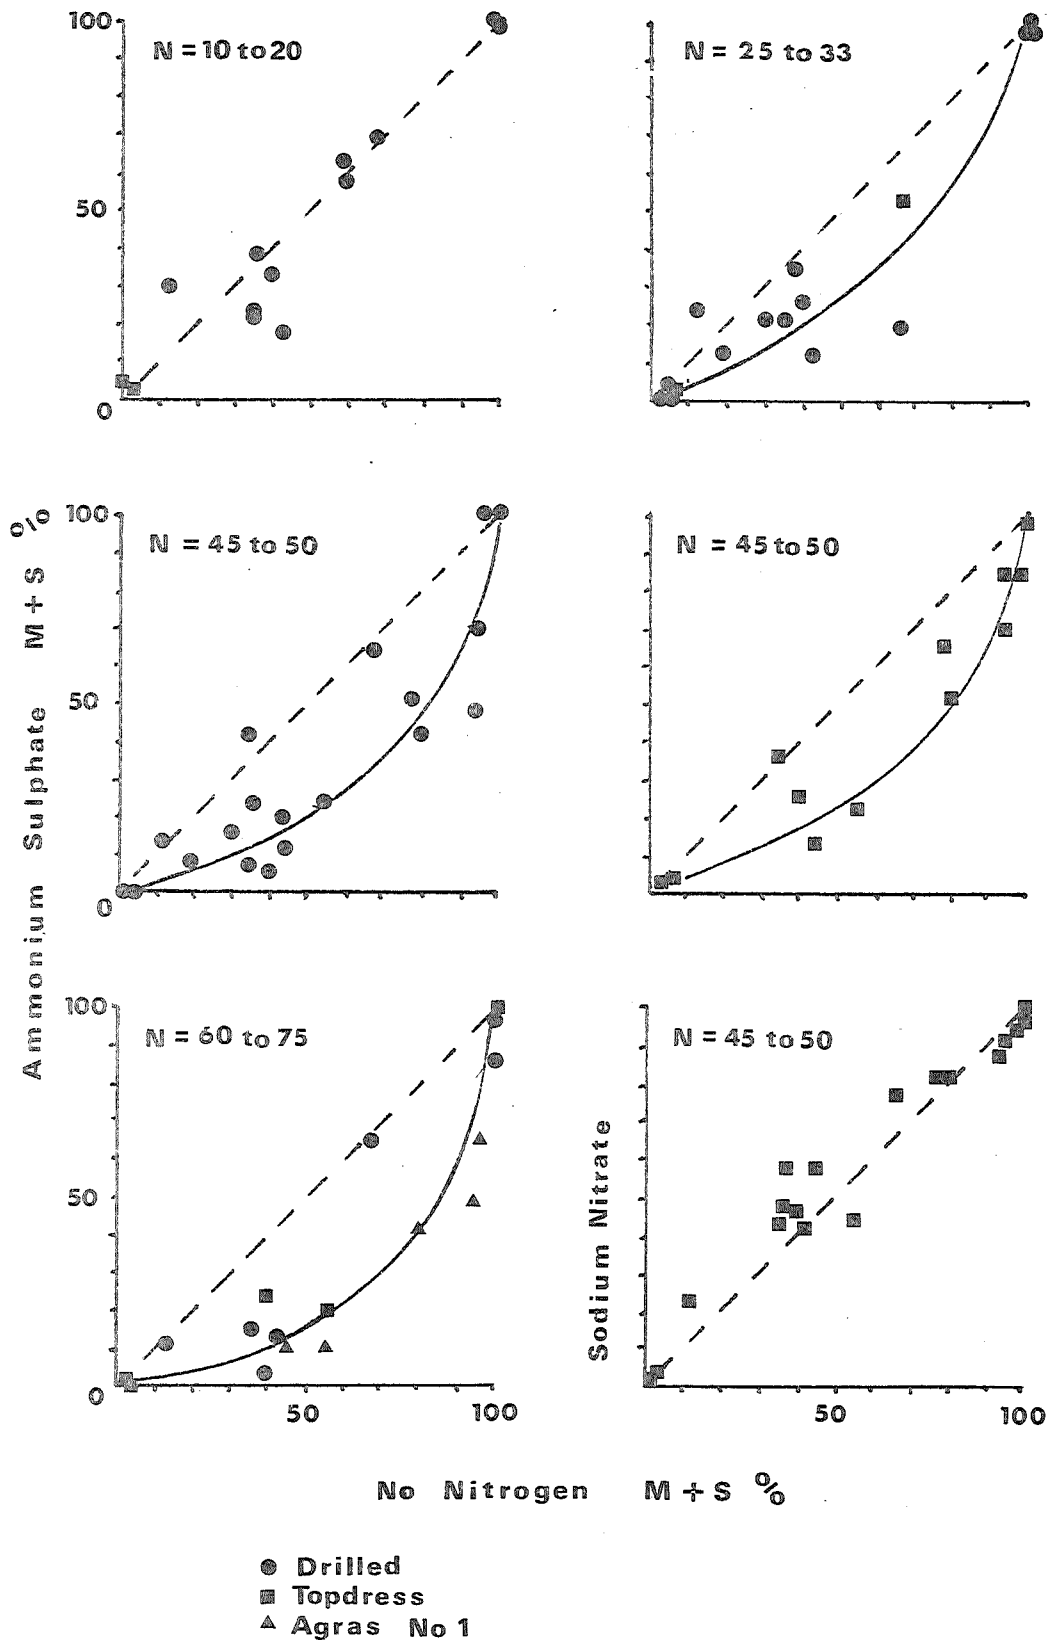 100
N = 10 to 20
50
0
N = 25 to 33
Ammonium Sulphate M + S %
100
N = 45 to 50
50
0
N = 45 to 50
100
N = 60 to 75
50
0
50
100
Sodium Nitrate
N = 45 to 50
50
100
No Nitrogen M + S %
Drilled
Topdress
Agras No 1